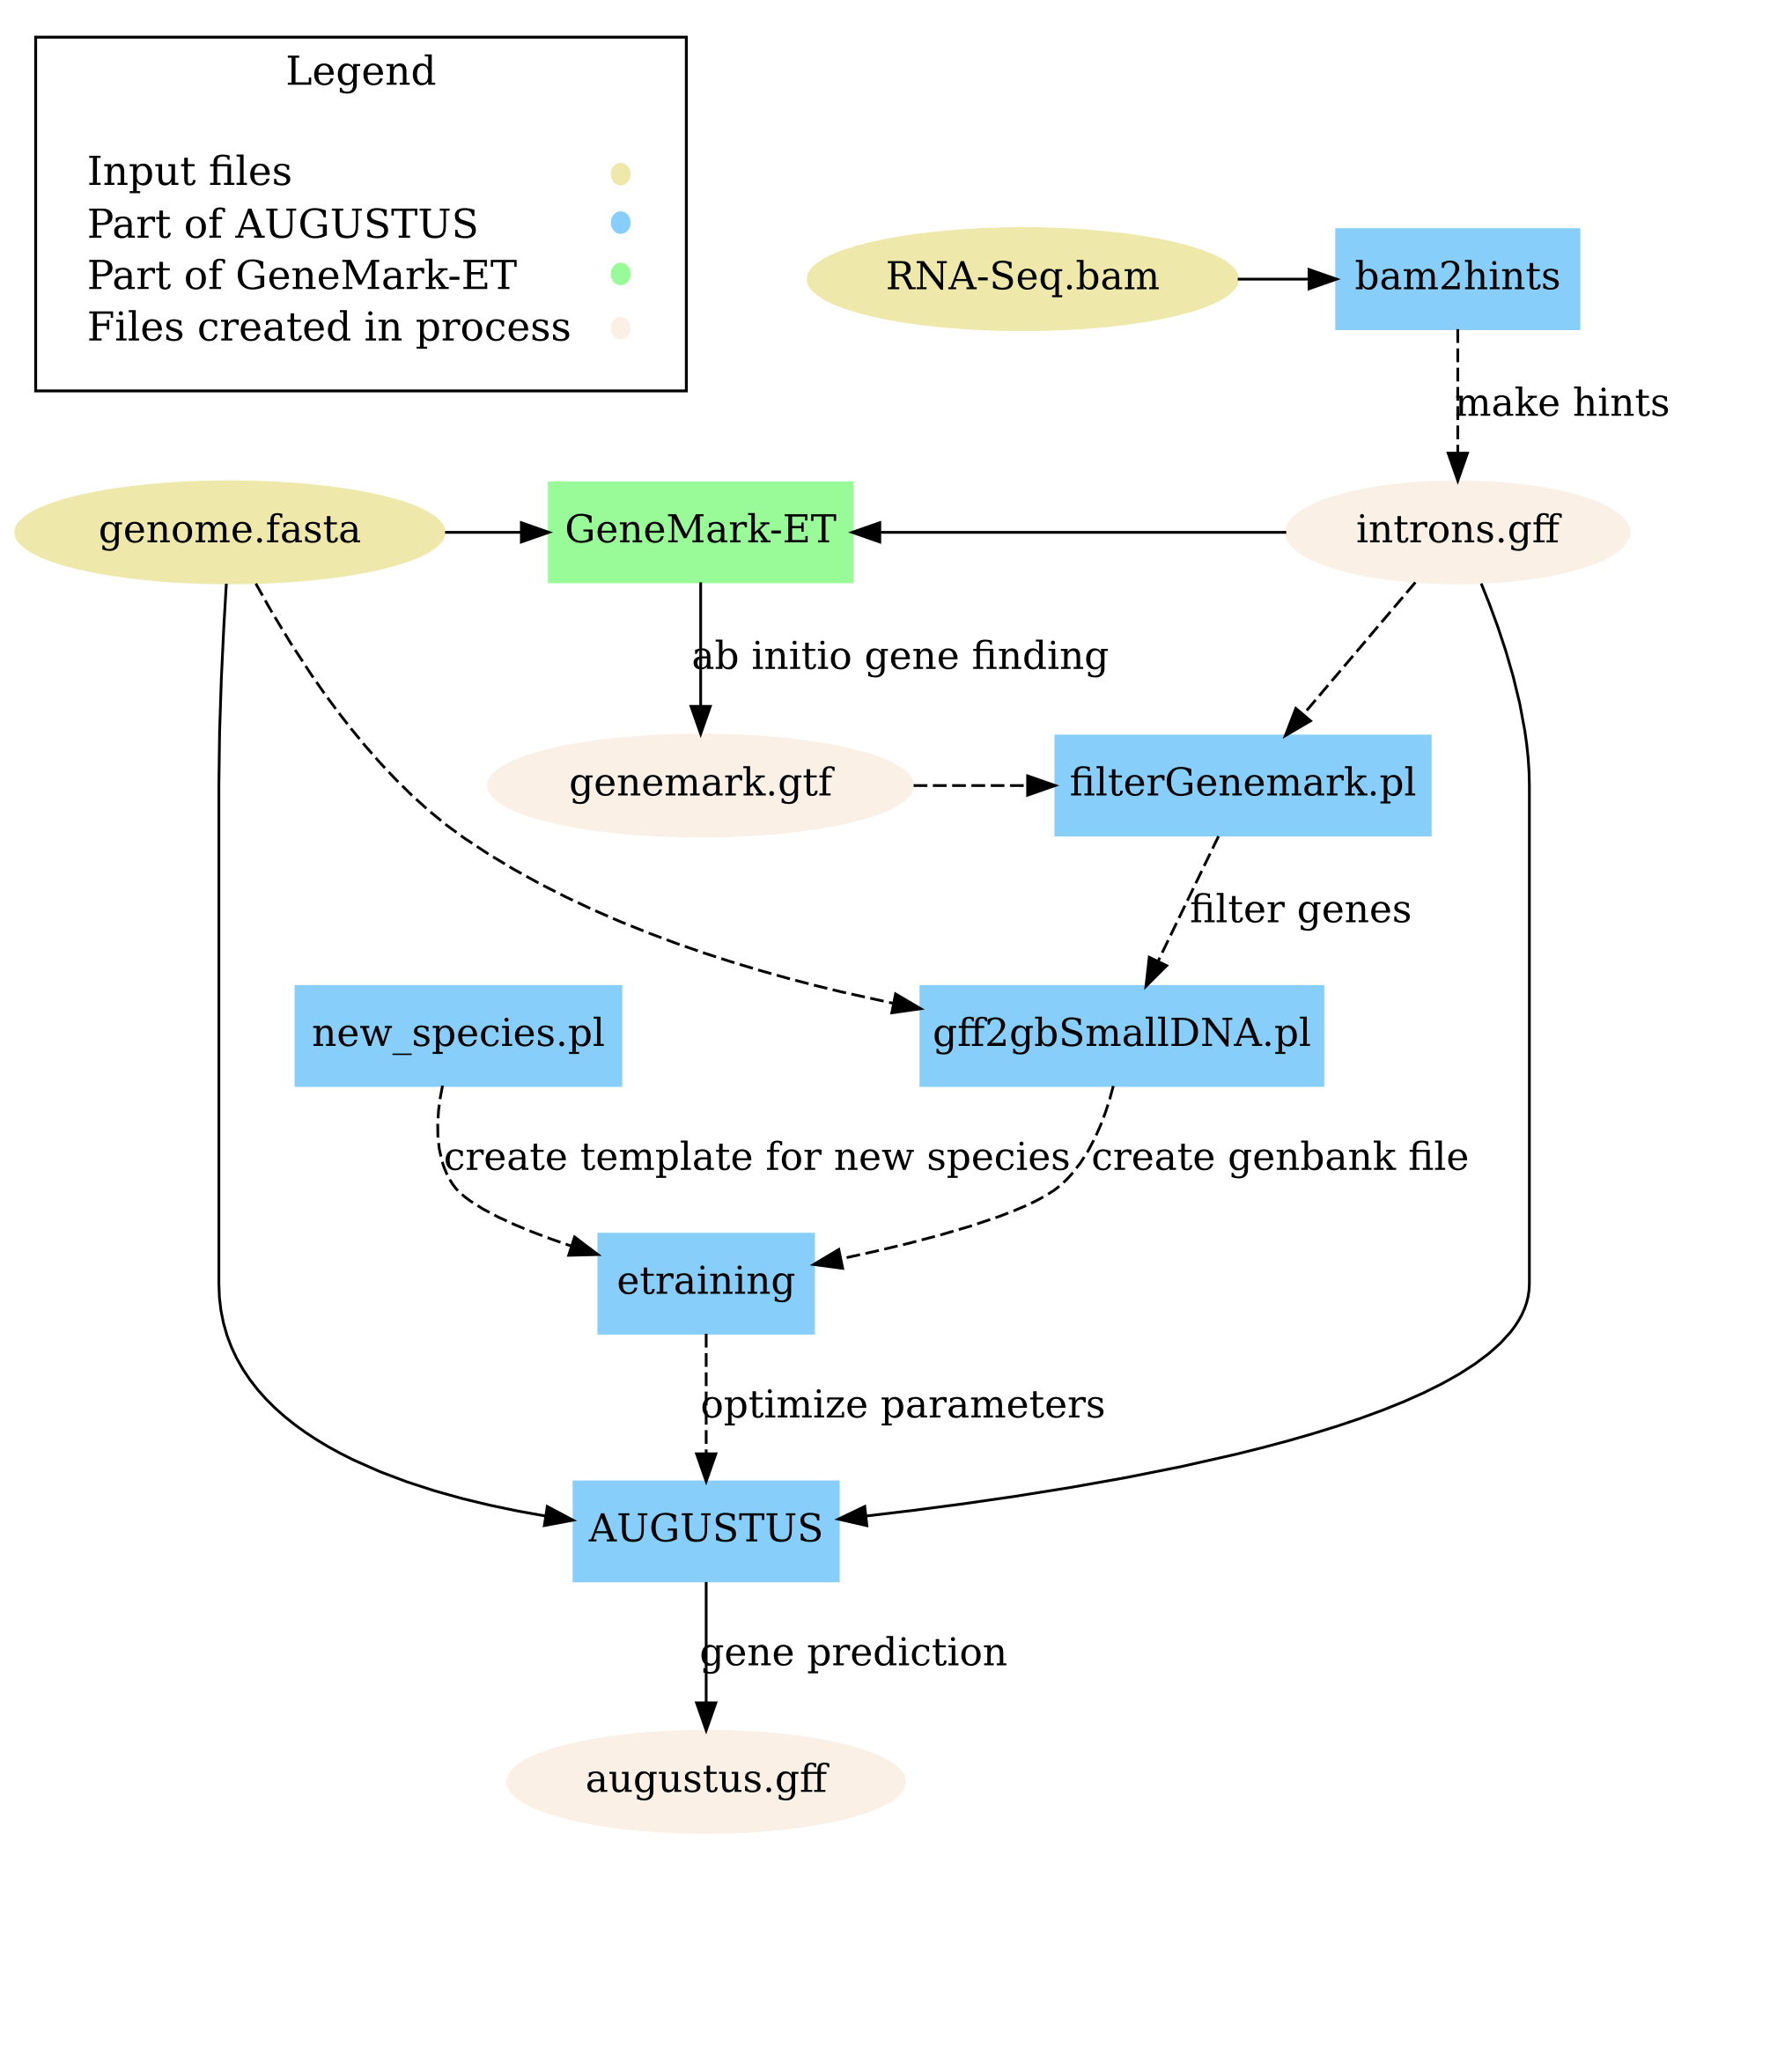 Legend
Input files
Part of AUGUSTUS
Part of GeneMark-ET
Files created in process
RNA-Seq.bam
bam2hints
make hints
genome.fasta
GeneMark-ET
introns.gff
ab initio gene finding
genemark.gtf
filterGenemark.pl
filter genes
new_species.pl
gff2gbSmallDNA.pl
create template for new species
create genbank file
etraining
optimize parameters
AUGUSTUS
gene prediction
augustus.gff